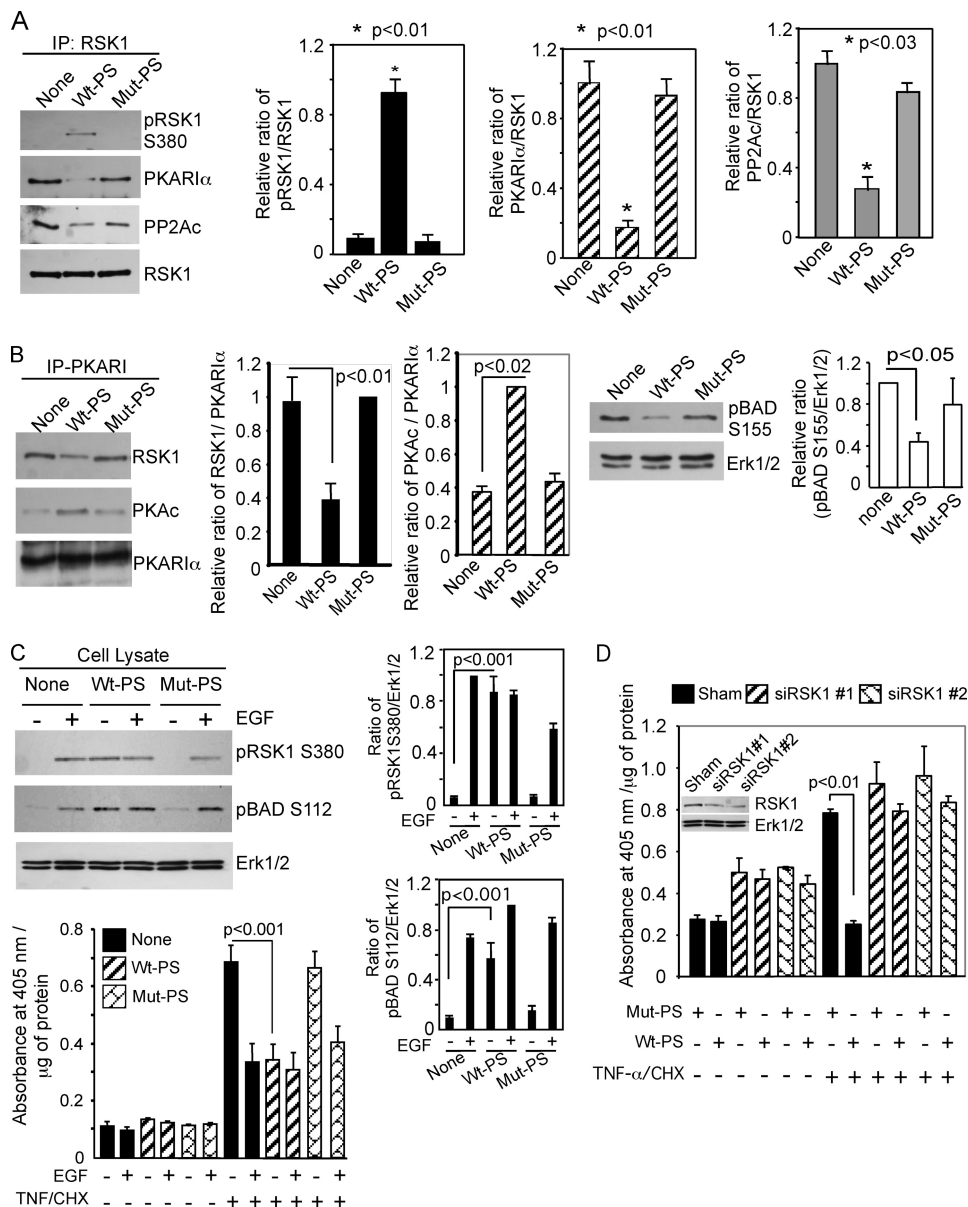 A
IP: RSK1
None
Wt-PS
Mut-PS
pRSK1
S380
PKARIα
PP2Ac
RSK1
Relative ratio of
pRSK1/RSK1
1.2
0.8
0.4
0
* p<0.01
*
None
Wt-PS
Mut-PS
Relative ratio of
PKARIα/RSK1
1.2
0.8
0.4
0
* p<0.01
*
None
Wt-PS
Mut-PS
Relative ratio of
PP2Ac/RSK1
1.2
0.8
0.4
0
* p<0.03
*
None
Wt-PS
Mut-PS
B
IP-PKARI
None
Wt-PS
Mut-PS
RSK1
PKAc
PKARIα
Relative ratio of RSK1/ PKARIα
1.2
1
0.8
0.6
0.4
0.2
0
p<0.01
None
Wt-PS
Mut-PS
Relative ratio of PKAc / PKARIα
1.2
1
0.8
0.6
0.4
0.2
0
p<0.02
None
Wt-PS
Mut-PS
None
Wt-PS
Mut-PS
pBAD
S155
Erk1/2
Relative ratio
(pBAD S155/Erk1/2)
1.2
0.8
0.4
0
p<0.05
none
Wt-PS
Mut-PS
C
Cell Lysate
None Wt-PS Mut-PS
- + - + - + EGF
pRSK1 S380
pBAD S112
Erk1/2
Ratio of
pRSK1S380/Erk1/2
1.2
0.8
0.4
0
p<0.001
EGF - + - + - +
None
Wt-PS
Mut-PS
Ratio of
pBAD S112/Erk1/2
1.2
0.8
0.4
0
p<0.001
EGF - + - + - +
None
Wt-PS
Mut-PS
Absorbance at 405 nm /
μg of protein
0.8
0.6
0.4
0.2
0
None
Wt-PS
Mut-PS
p<0.001
EGF - + - + - + - + - + - +
TNF/CHX - - - - - - + + + + + +
D
Sham siRSK1 #1 siRSK1 #2
Absorbance at 405 nm /μg of protein
1.2
1.0
0.8
0.6
0.4
0.2
0
Sham
siRSK1#1
siRSK1#2
RSK1
Erk1/2
p<0.01
Mut-PS + - + - + - + - + - + -
Wt-PS - + - + - + - + - + - +
TNF-α/CHX - - - - - - + + + + + +